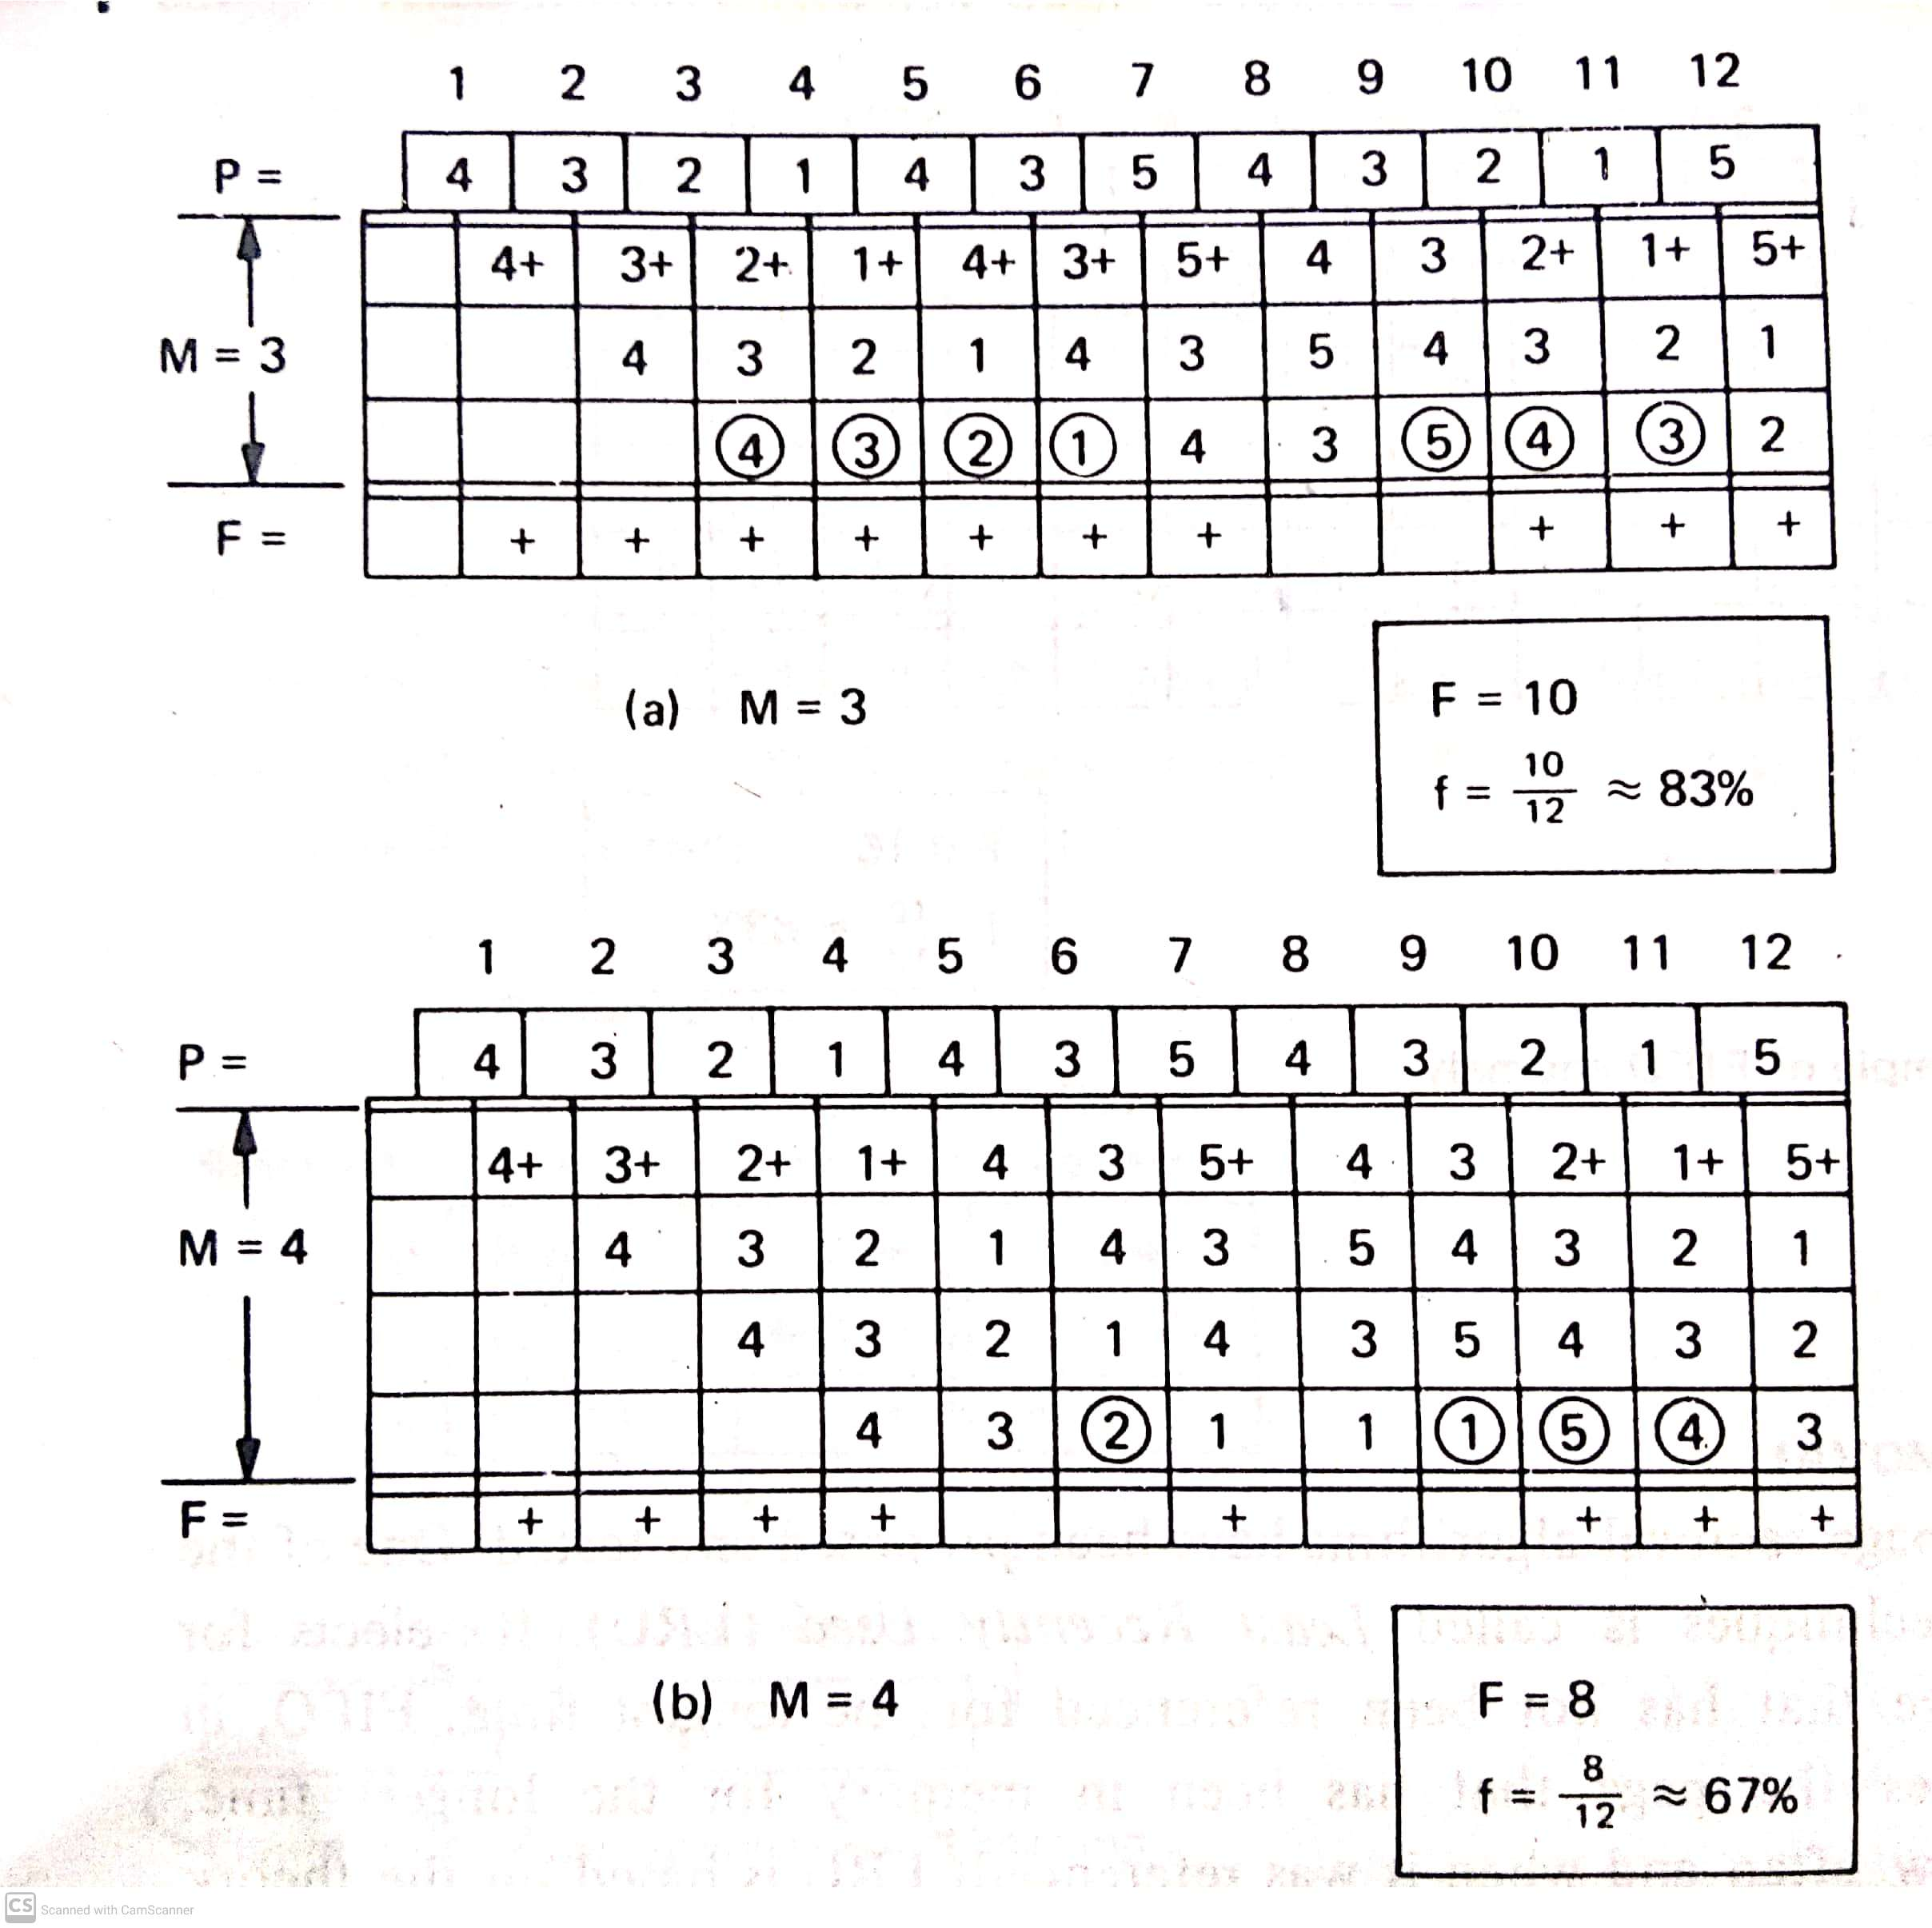 1 2 3 4 5 6 7 8 9 10 11 12
P = 4 3 2 1 4 3 5 4 3 2 1 5
4+ 3+ 2+ 1+ 4+ 3+ 5+ 4 3 2+ 1+ 5+
M = 3 4 3 2 1 4 3 5 4 3 2 1
④ ③ ② ① 4 3 ⑤ ④ ③ 2
F = + + + + + + + + + +
(a) M = 3
F = 10
f = 10/12 ≈ 83%
1 2 3 4 5 6 7 8 9 10 11 12
P = 4 3 2 1 4 3 5 4 3 2 1 5
4+ 3+ 2+ 1+ 4 3 5+ 4 3 2+ 1+ 5+
M = 4 4 3 2 1 4 3 5 4 3 2 1
4 3 2 1 4 3 5 4 3 2
4 3 ② 1 1 ① ⑤ ④ 3
F = + + + + + + + +
(b) M = 4
F = 8
f = 8/12 ≈ 67%
CS Scanned with CamScanner